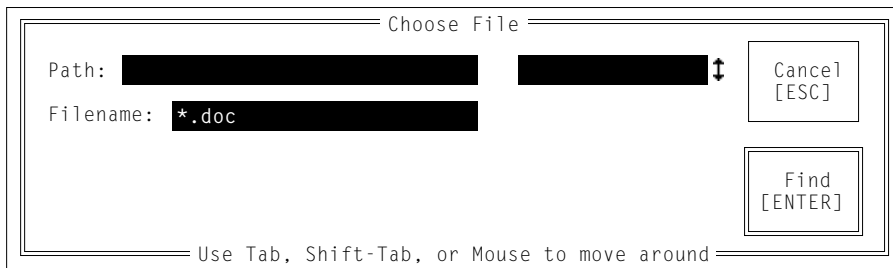 Choose File
Path: ↕
Cancel
[ESC]
Filename: *.doc
Find
[ENTER]
Use Tab, Shift-Tab, or Mouse to move around